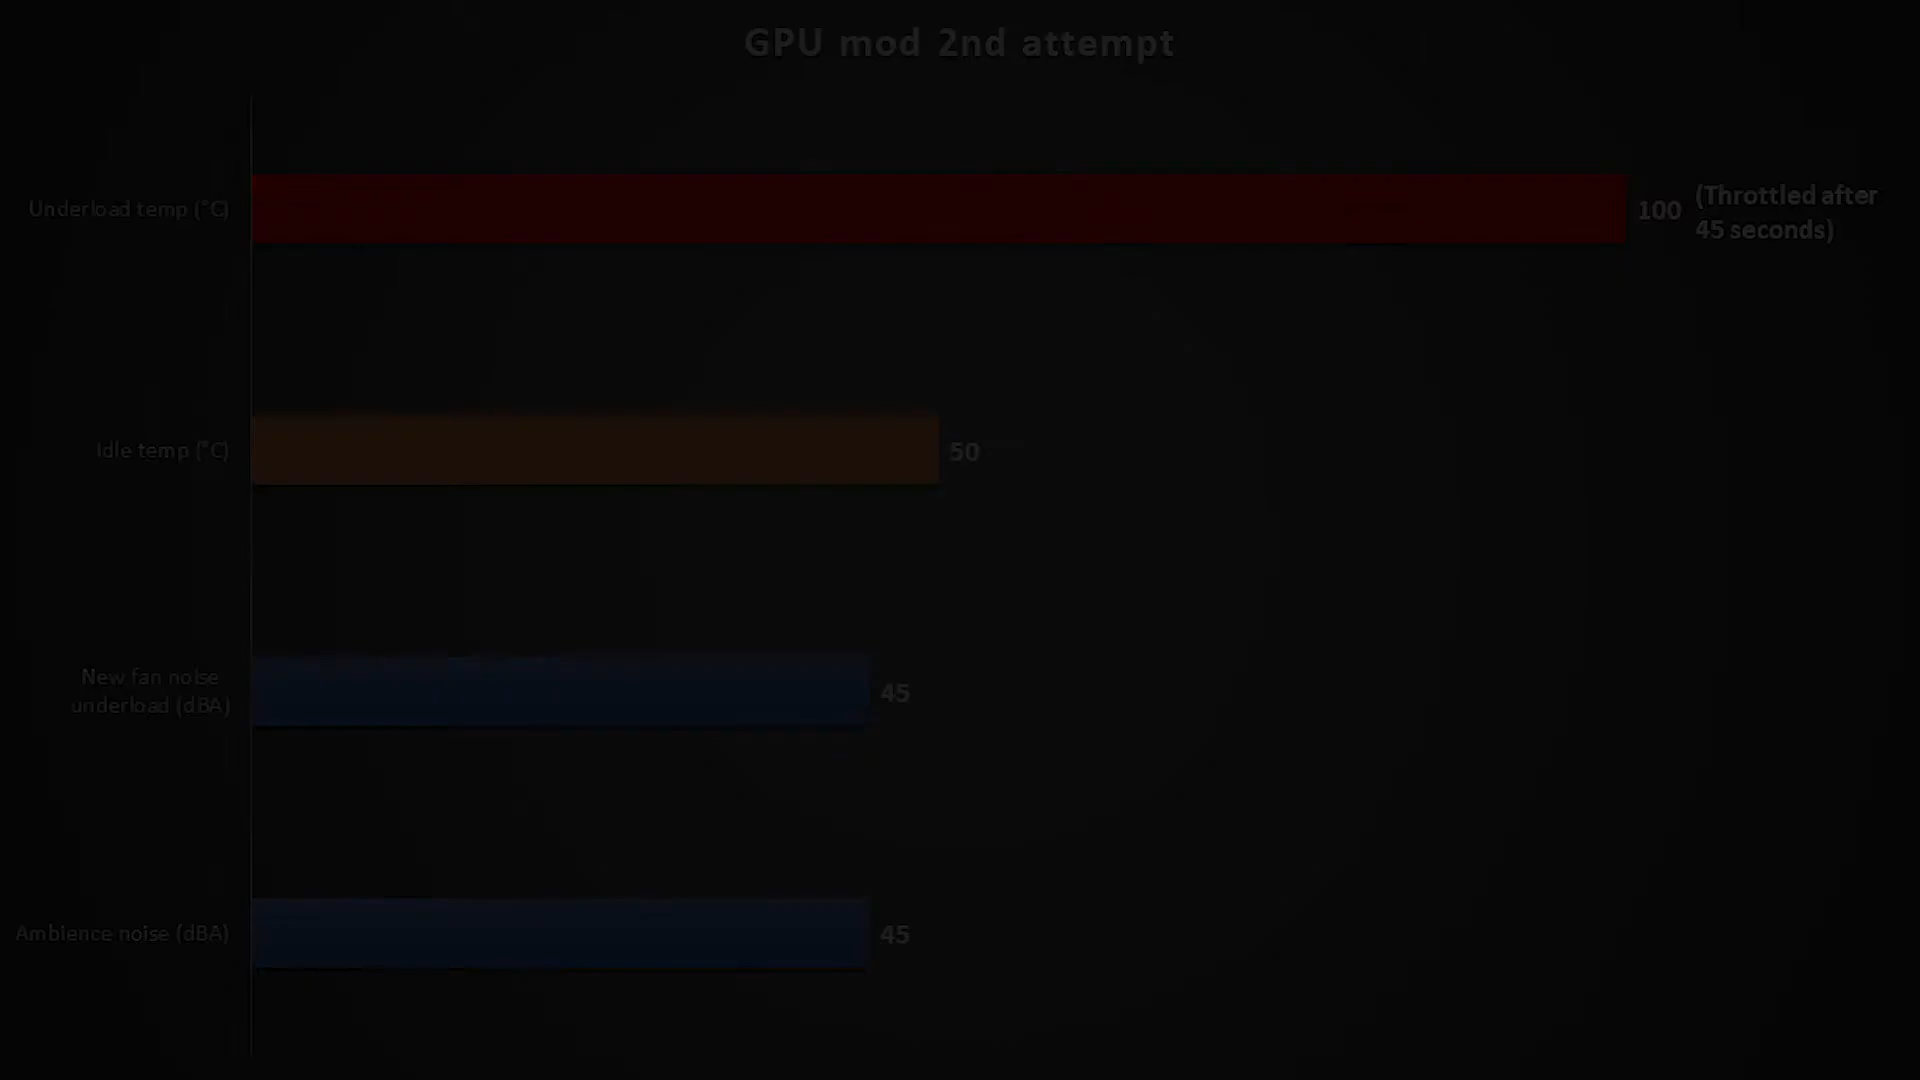 GPU mod 2nd attempt
Underload temp (°C)
100
(Throttled after
45 seconds)
Idle temp (°C)
50
New fan noise
underload (dBA)
45
Ambience noise (dBA)
45